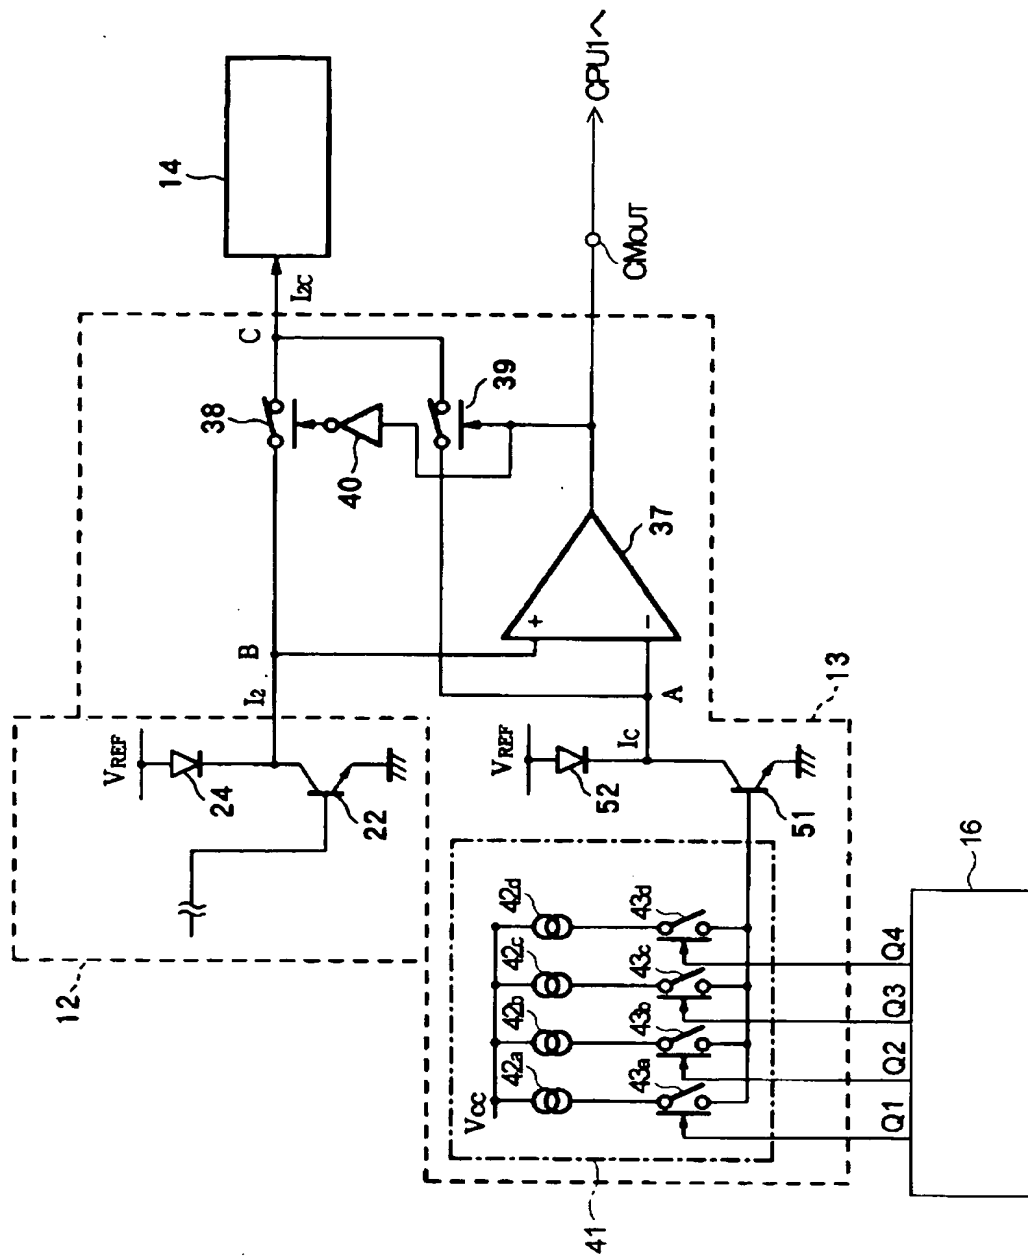 14
I2C
C
38
40
39
CPU1へ
CMOUT
37
+
−
B
I2
A
IC
VREF
24
22
12
VREF
52
51
13
42a
42b
42c
42d
VCC
43a
43b
43c
43d
41
Q1
Q2
Q3
Q4
16